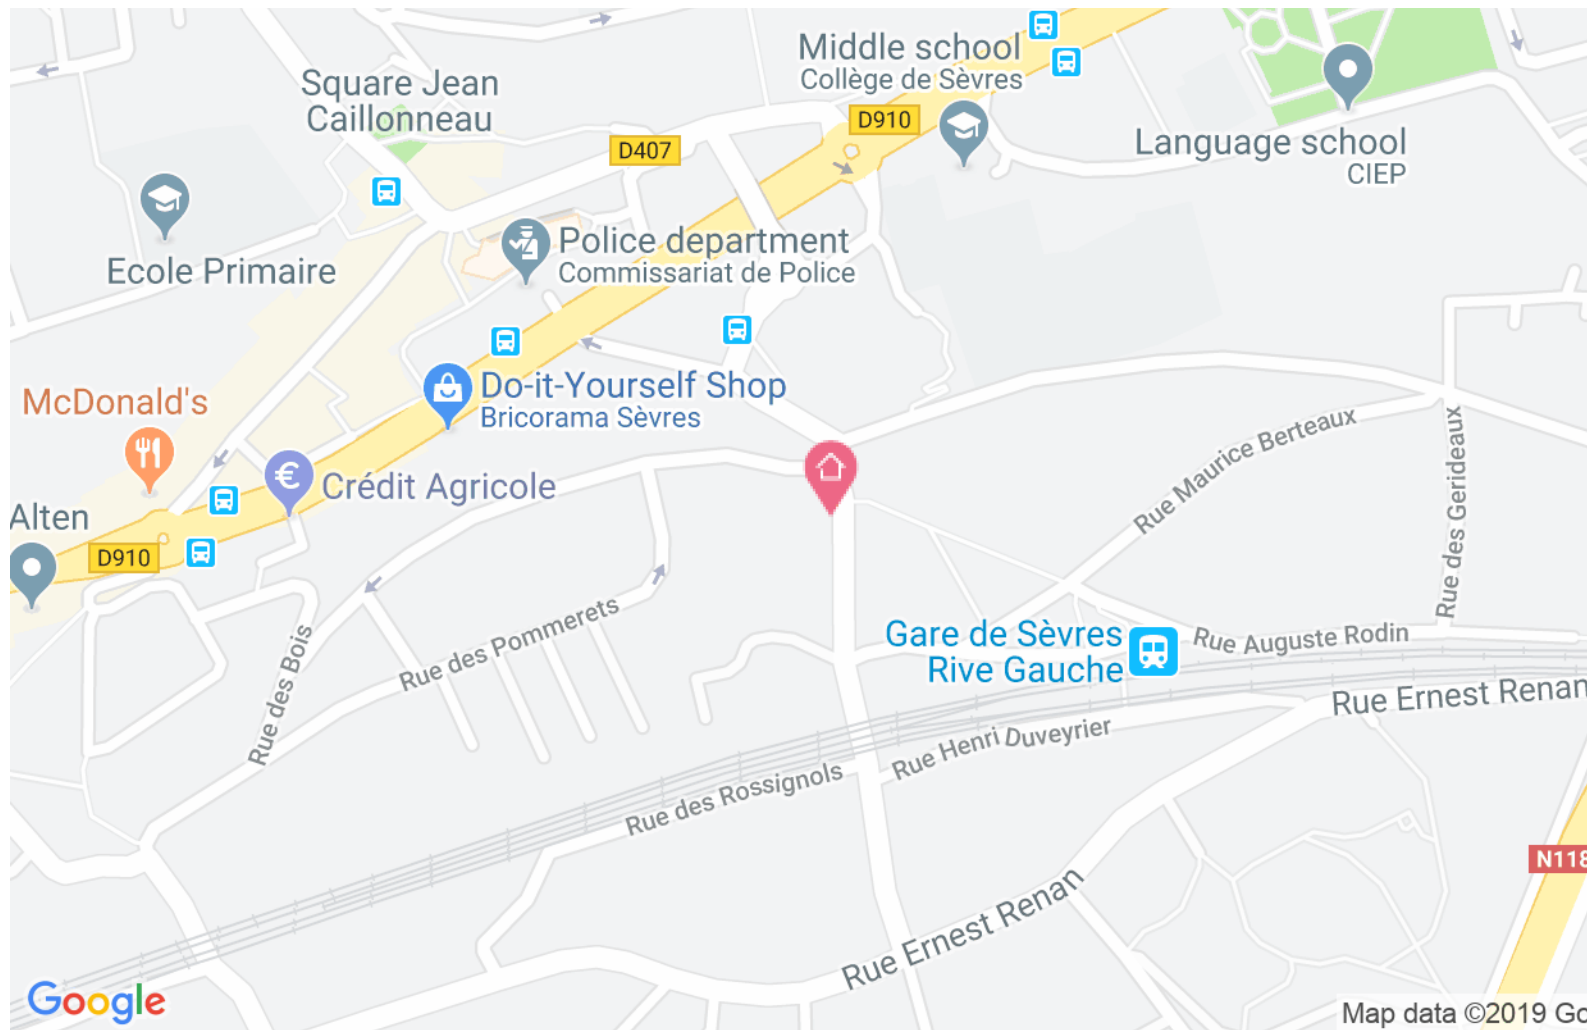 Middle school
Collège de Sèvres
Square Jean
Caillonneau
D910
D407
Language school
CIEP
Police department
Commissariat de Police
Ecole Primaire
Do-it-Yourself Shop
Bricorama Sèvres
McDonald's
€
Crédit Agricole
Rue Maurice Berteaux
Rue des Gerideaux
Alten
D910
Rue des Pommerets
Rue des Bois
Gare de Sèvres
Rive Gauche
Rue Auguste Rodin
Rue Ernest Renan
Rue Henri Duveyrier
Rue des Rossignols
N118
Rue Ernest Renan
Google
Map data ©2019 Go